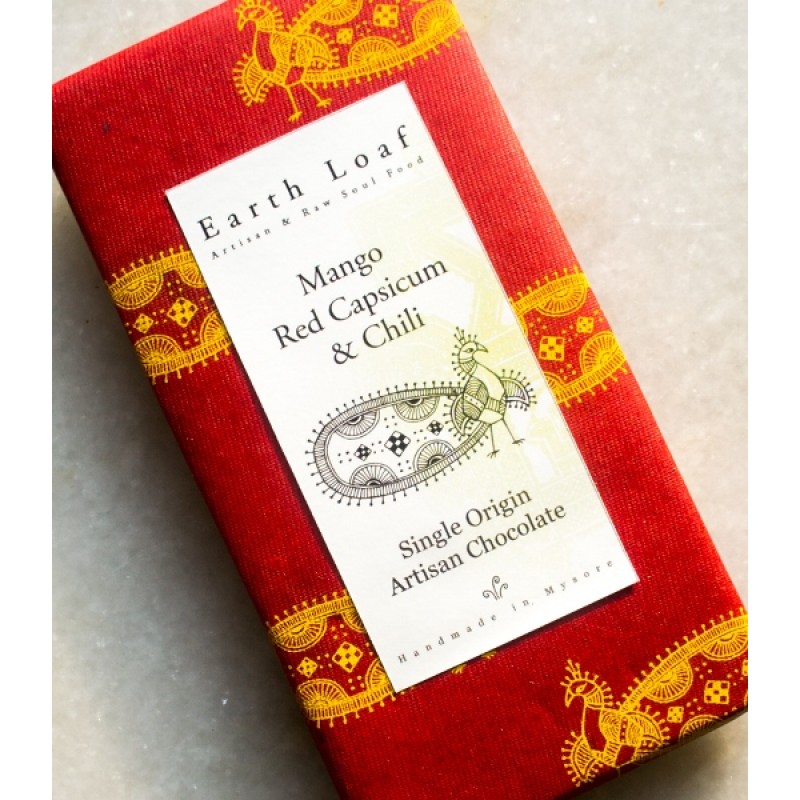 Earth Loaf
Artisan & Raw Soul Food
Mango
Red Capsicum
& Chili
Single Origin
Artisan Chocolate
Handmade in Mysore